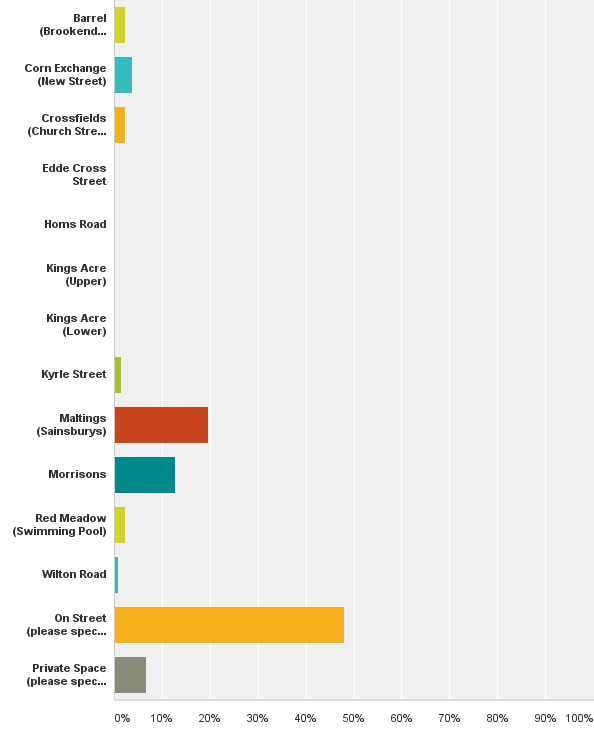 Barrel
(Brookend...
Corn Exchange
(New Street)
Crossfields
(Church Stre...
Edde Cross
Street
Homs Road
Kings Acre
(Upper)
Kings Acre
(Lower)
Kyrle Street
Maltings
(Sainsburys)
Morrisons
Red Meadow
(Swimming Pool)
Wilton Road
On Street
(please spec...
Private Space
(please spec...
0% 10% 20% 30% 40% 50% 60% 70% 80% 90% 100%